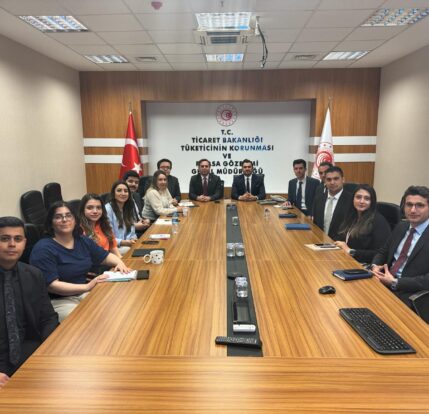 T.C.
TİCARET BAKANLIĞI
TÜKETİCİNİN KORUNMASI
VE
PİYASA GÖZETİMİ
GENEL MÜDÜRLÜĞÜ